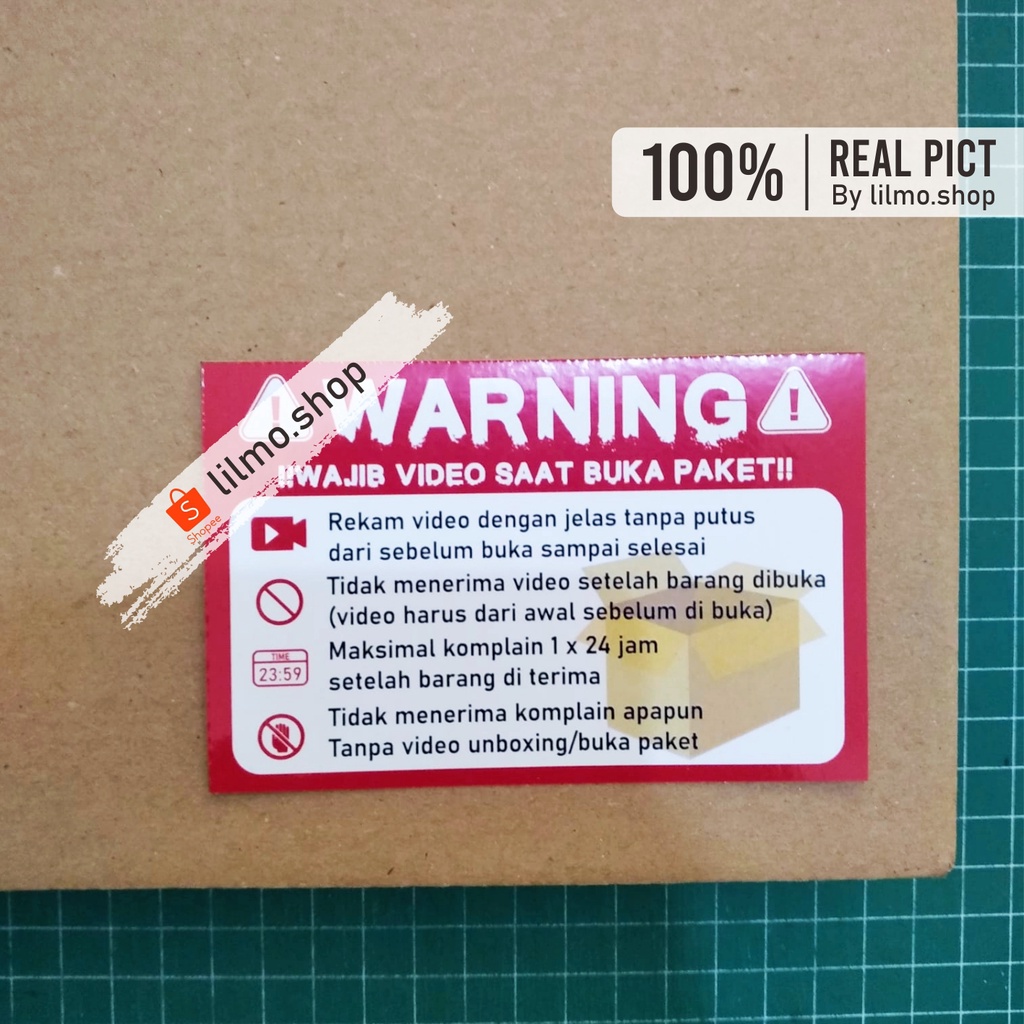 100% REAL PICT
By lilmo.shop
WARNING
!!WAJIB VIDEO SAAT BUKA PAKET!!
Shopee lilmo.shop
Rekam video dengan jelas tanpa putus
dari sebelum buka sampai selesai
Tidak menerima video setelah barang dibuka
(video harus dari awal sebelum di buka)
TIME
23:59
Maksimal komplain 1 x 24 jam
setelah barang di terima
Tidak menerima komplain apapun
Tanpa video unboxing/buka paket